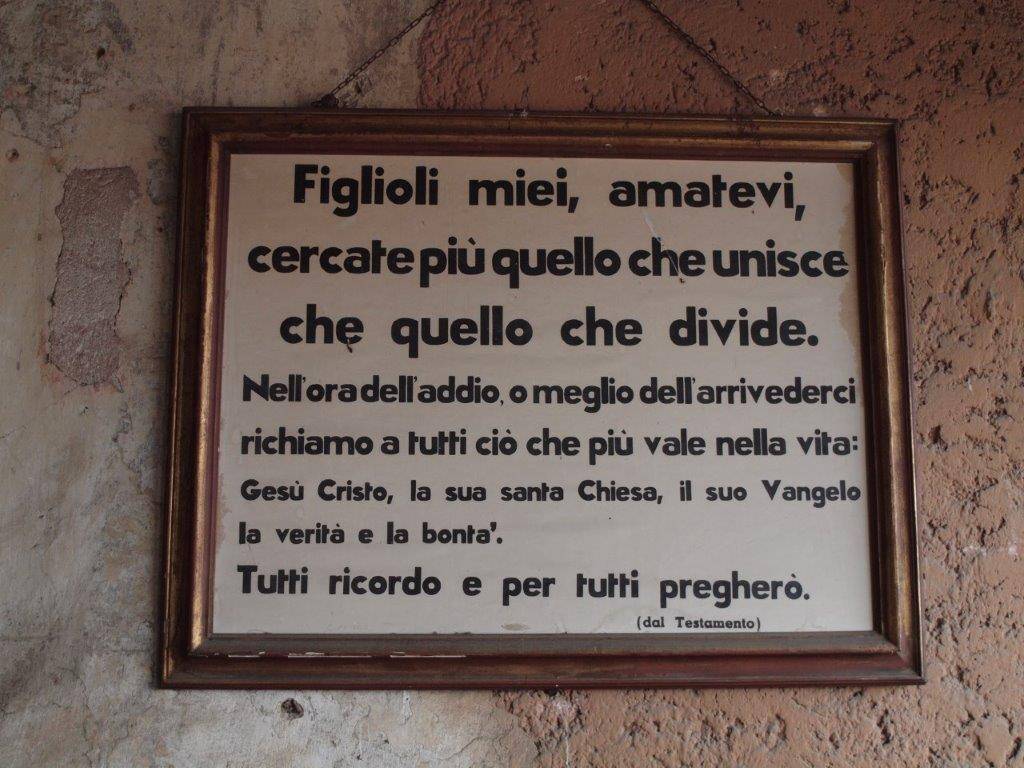 Figlioli miei, amatevi,
cercate più quello che unisce
che quello che divide.
Nell'ora dell'addio, o meglio dell'arrivederci
richiamo a tutti ciò che più vale nella vita:
Gesù Cristo, la sua santa Chiesa, il suo Vangelo
la verità e la bonta'.
Tutti ricordo e per tutti pregherò.
(dal Testamento)